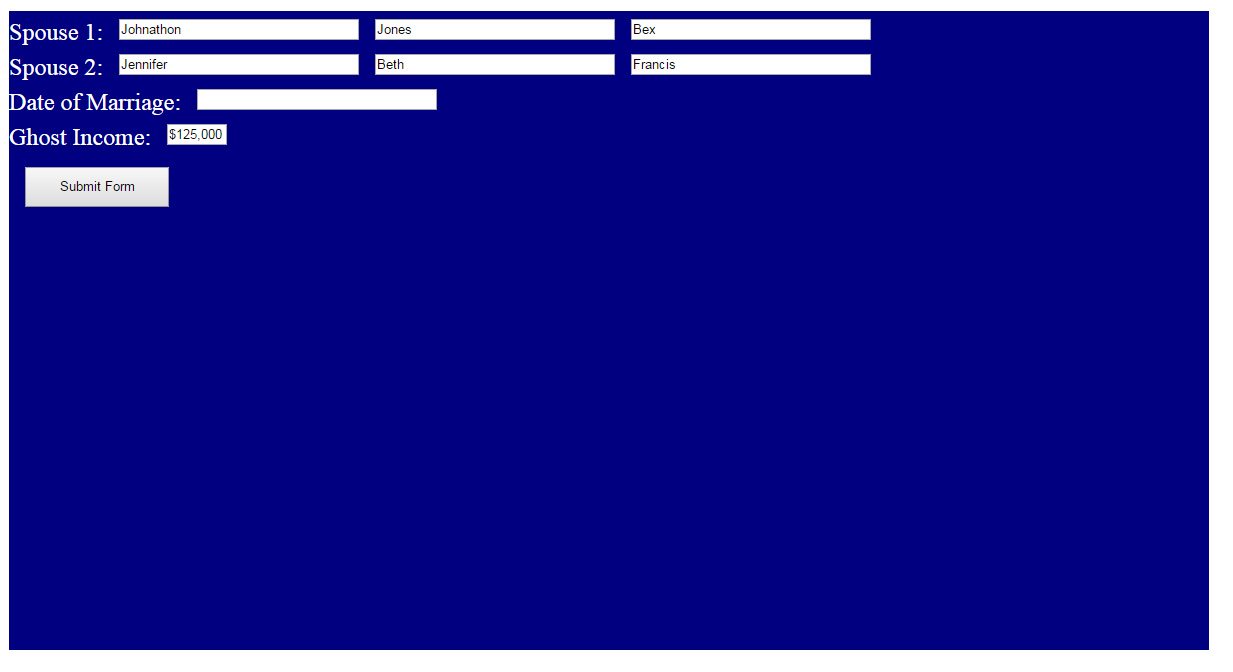 Spouse 1: Johnathon Jones Bex
Spouse 2: Jennifer Beth Francis
Date of Marriage:
Ghost Income: $125,000
Submit Form